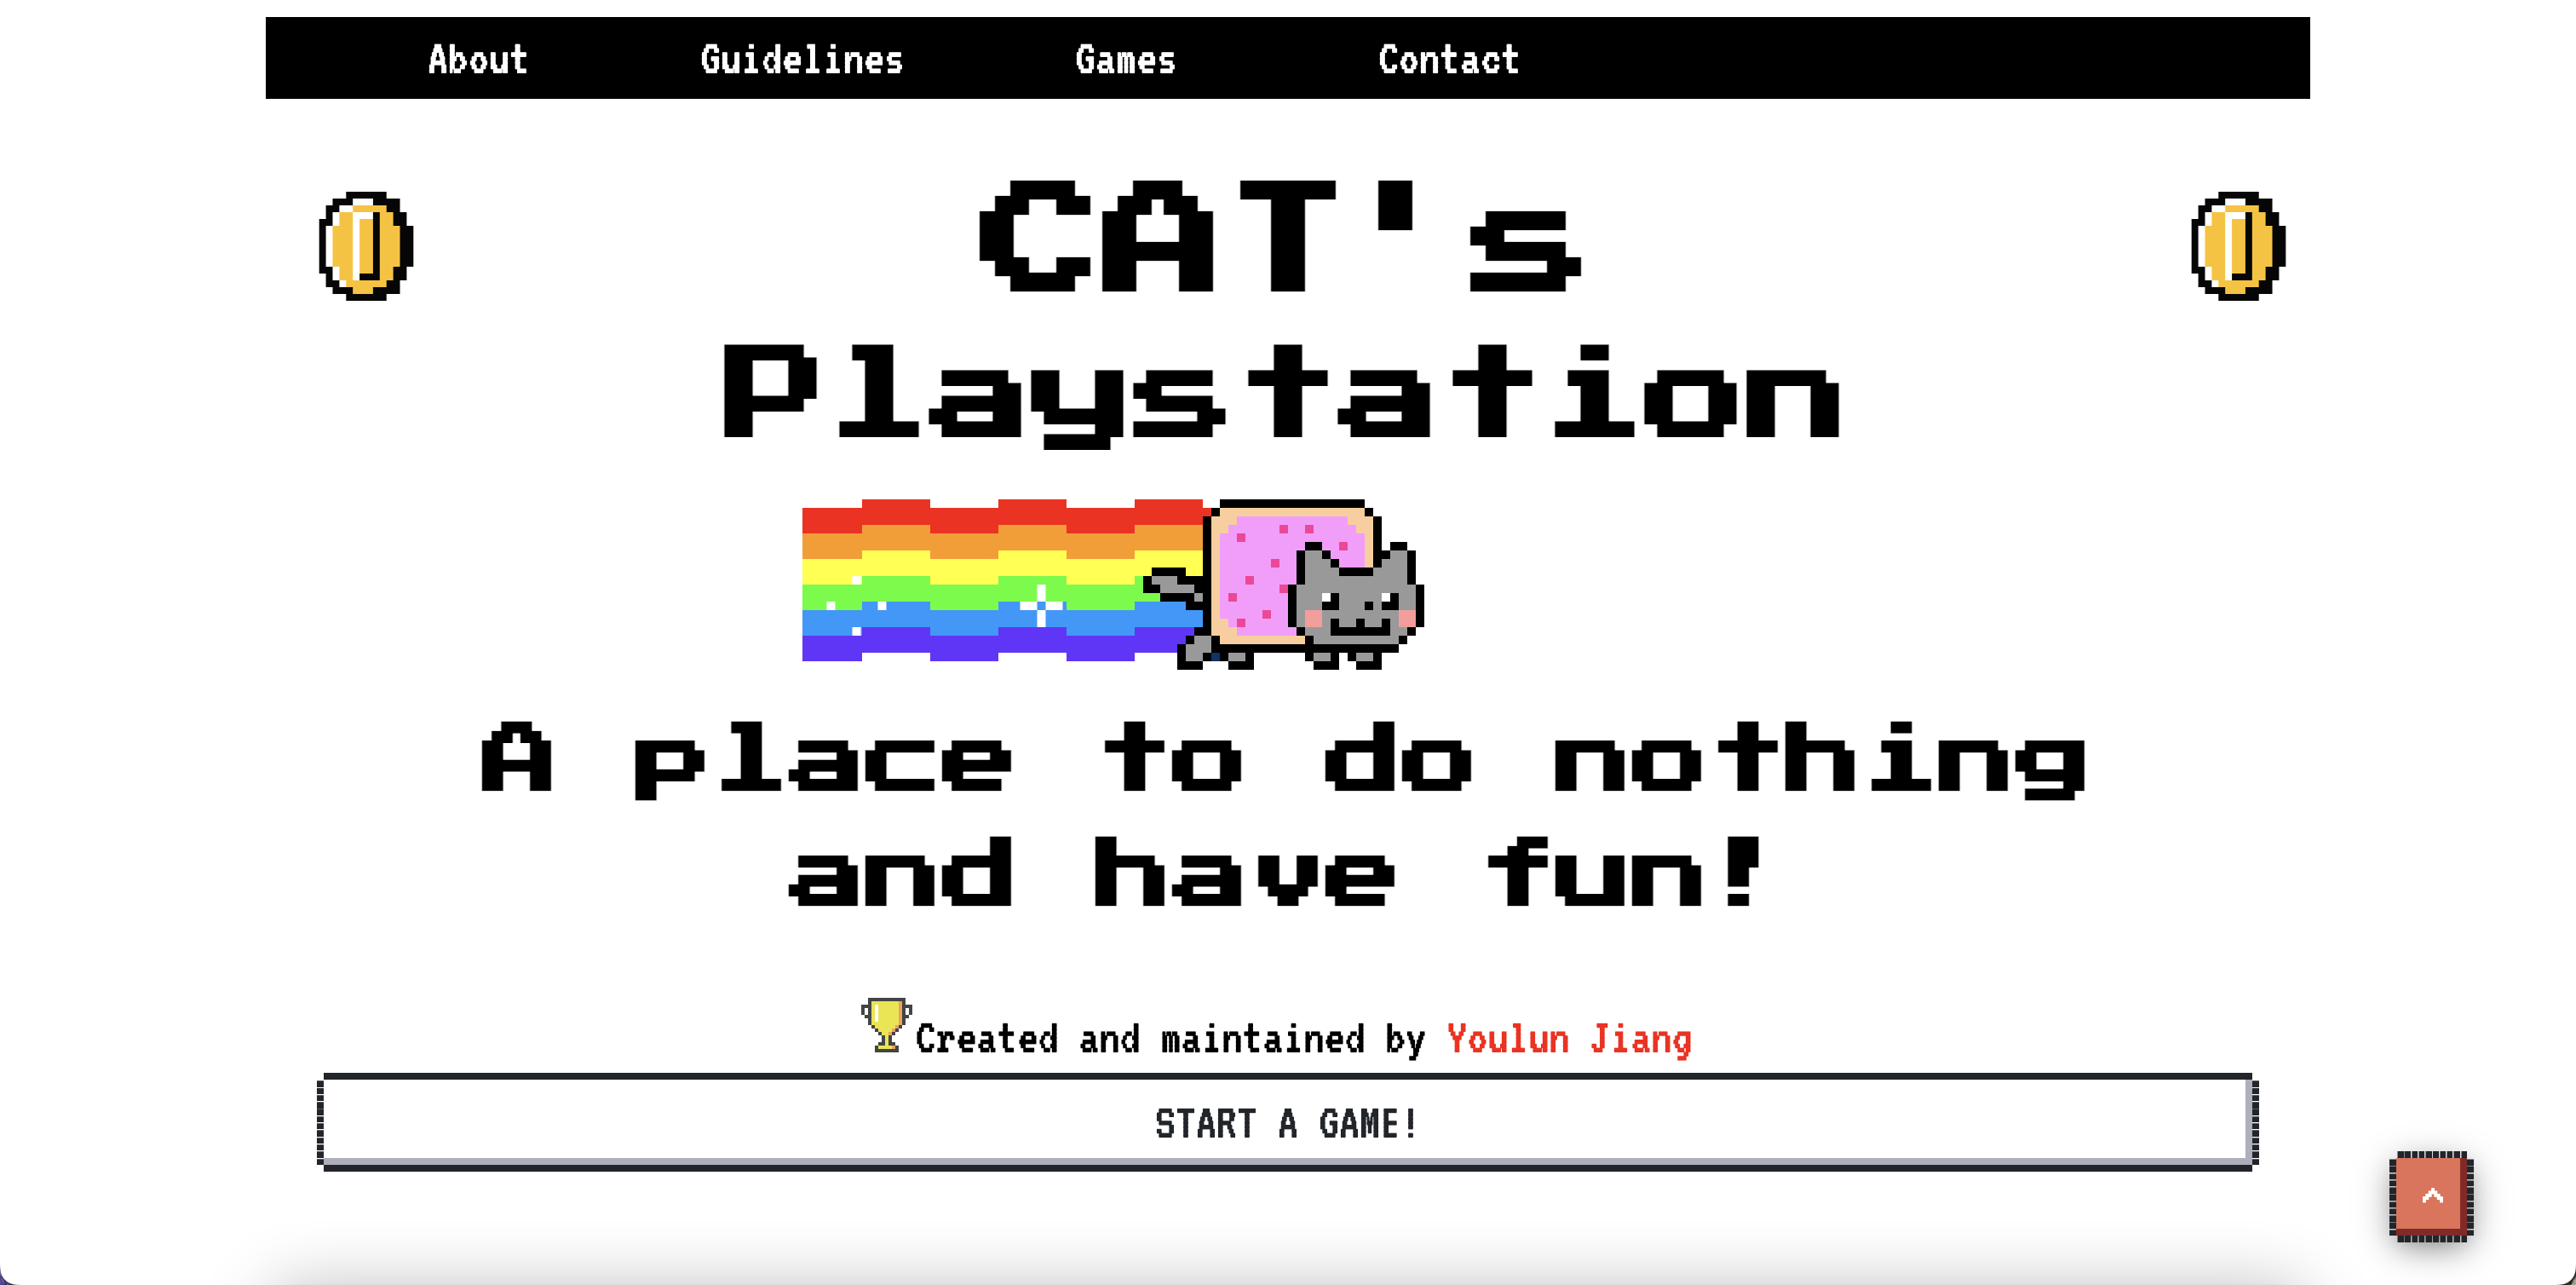 About Guidelines Games Contact
CAT's
Playstation
A place to do nothing
and have fun!
Created and maintained by Youlun Jiang
START A GAME!